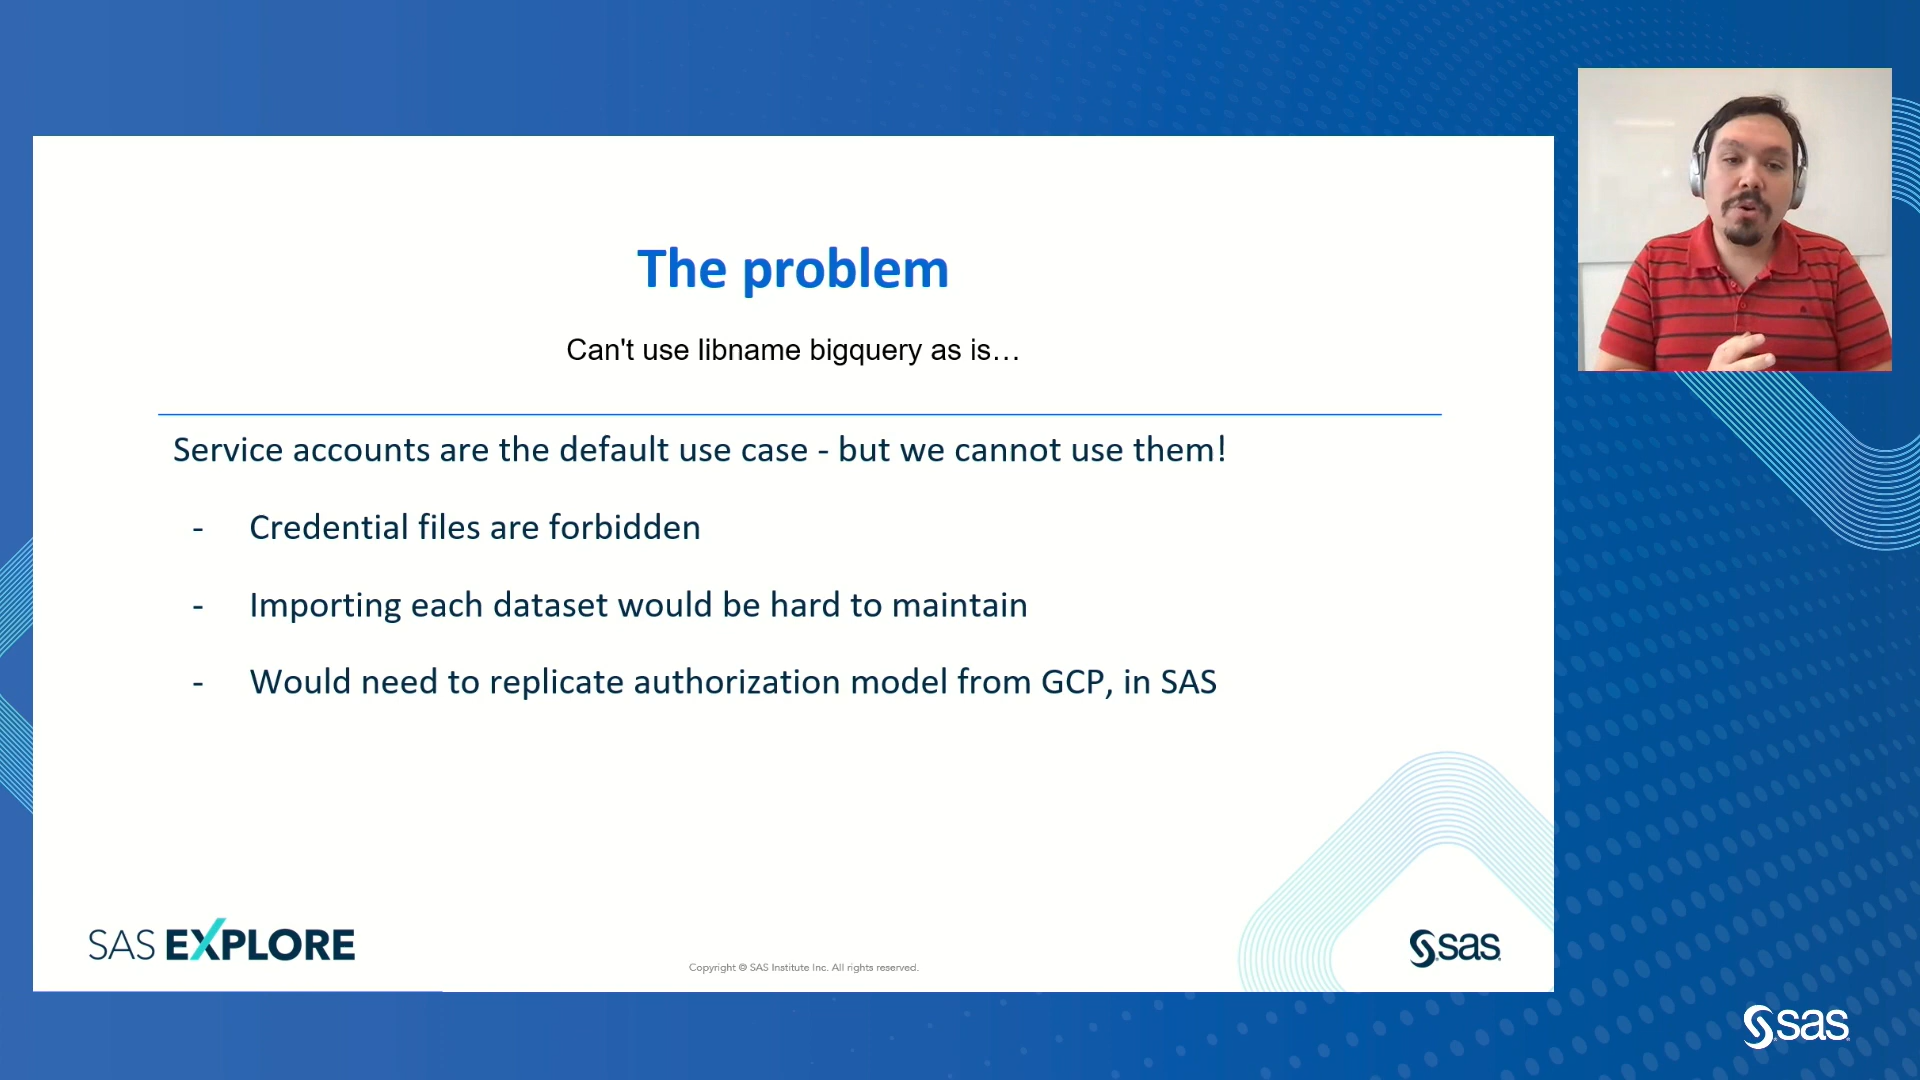 The problem
Can't use libname bigquery as is…
Service accounts are the default use case - but we cannot use them!
- Credential files are forbidden
- Importing each dataset would be hard to maintain
- Would need to replicate authorization model from GCP, in SAS
SAS EXPLORE
Copyright © SAS Institute Inc. All rights reserved.
sas
sas